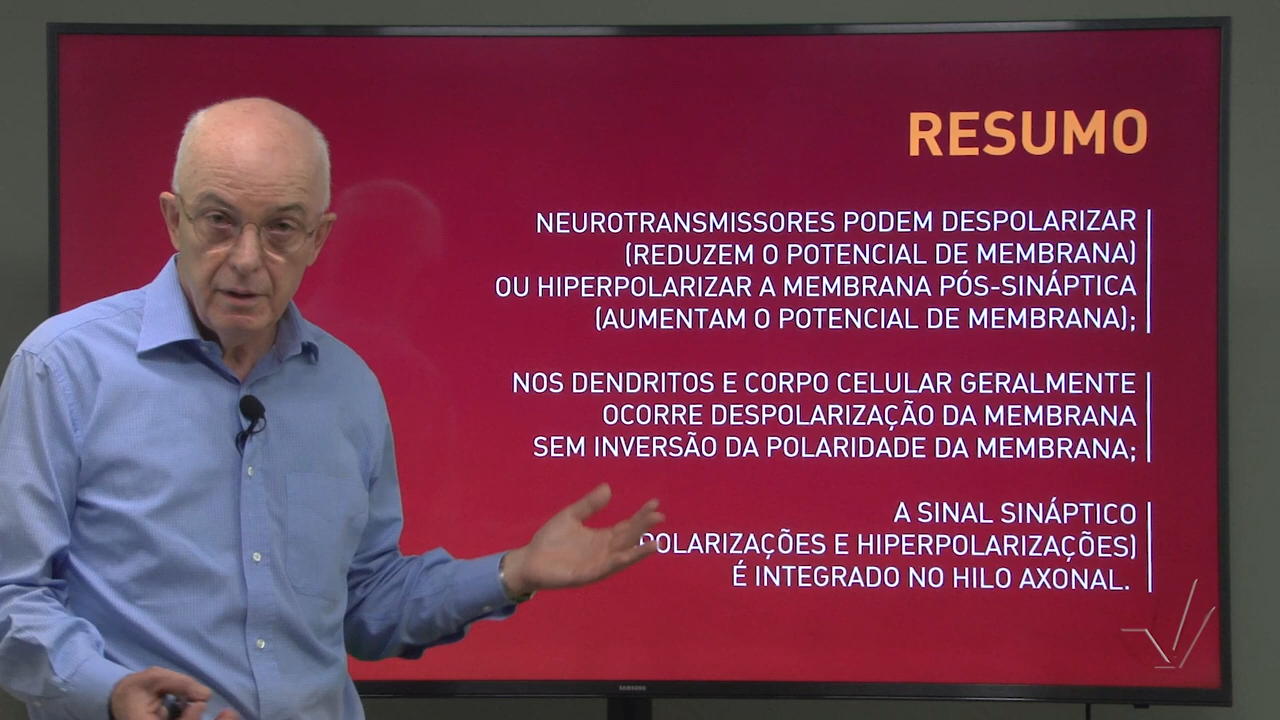 RESUMO
NEUROTRANSMISSORES PODEM DESPOLARIZAR
(REDUZEM O POTENCIAL DE MEMBRANA)
OU HIPERPOLARIZAR A MEMBRANA PÓS-SINÁPTICA
(AUMENTAM O POTENCIAL DE MEMBRANA);
NOS DENDRITOS E CORPO CELULAR GERALMENTE
OCORRE DESPOLARIZAÇÃO DA MEMBRANA
SEM INVERSÃO DA POLARIDADE DA MEMBRANA;
A SINAL SINÁPTICO
POLARIZAÇÕES E HIPERPOLARIZAÇÕES)
É INTEGRADO NO HILO AXONAL.
SAMSUNG